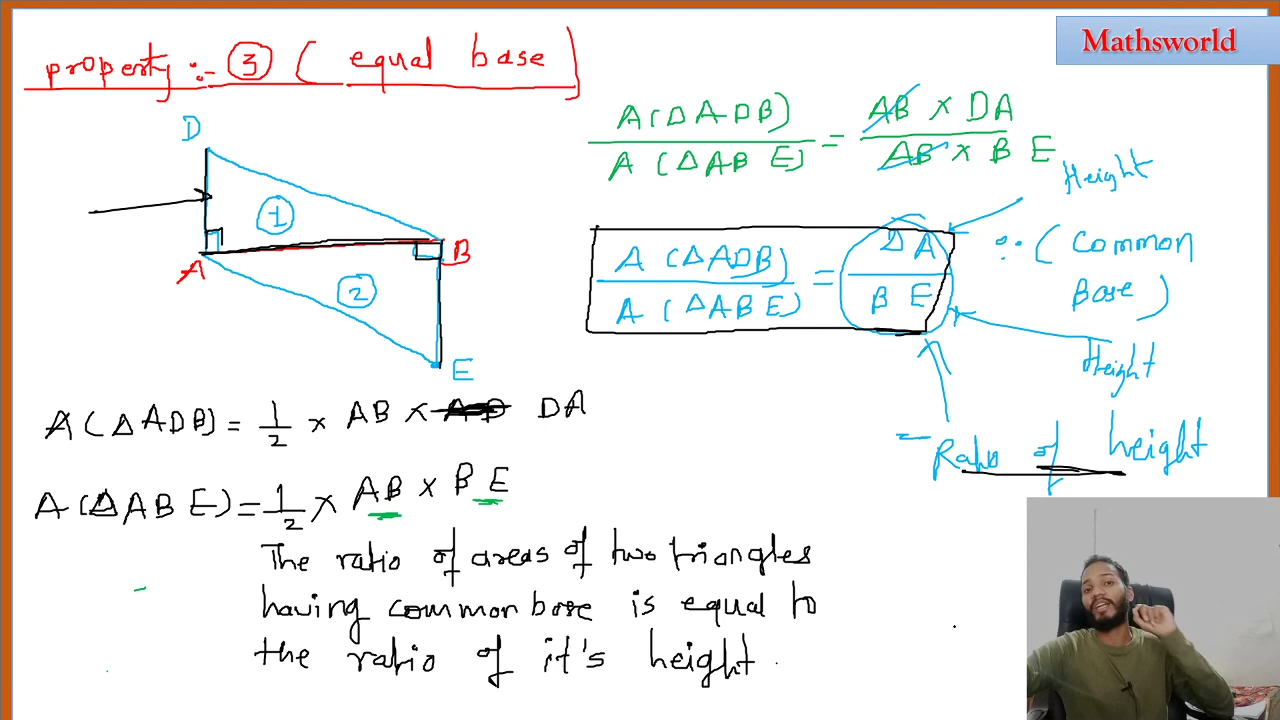 property :- ③ ( equal base )
Mathsworld
D
①
A
B
②
E
A(ΔADB) / A(ΔABE) = AB × DA / AB × BE
Height
A(ΔADB) / A(ΔABE) = DA / BE
∵ ( Common
Base )
Height
= Ratio of height
A(ΔADB) = 1/2 × AB × DA
A(ΔABE) = 1/2 × AB × BE
The ratio of areas of two triangles
having common base is equal to
the ratio of it's height.